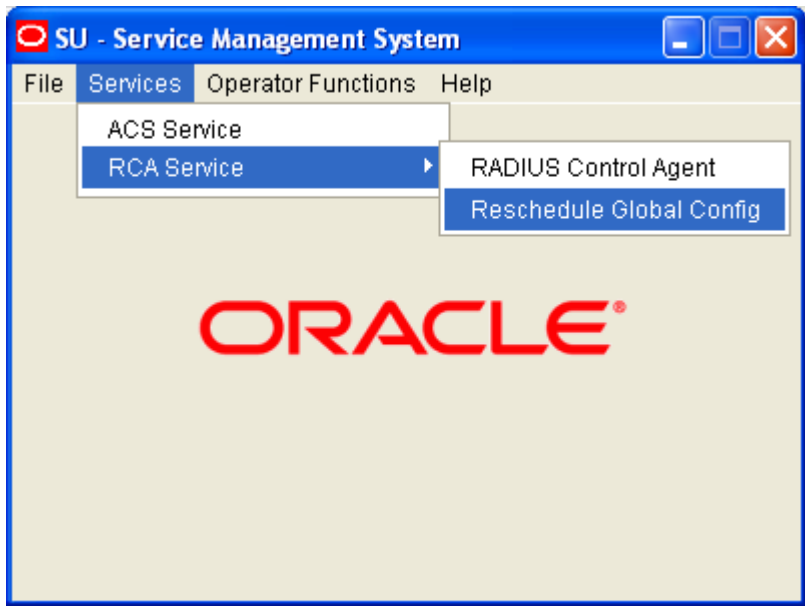 SU - Service Management System
File Services Operator Functions Help
ACS Service
RCA Service
RADIUS Control Agent
Reschedule Global Config
ORACLE®